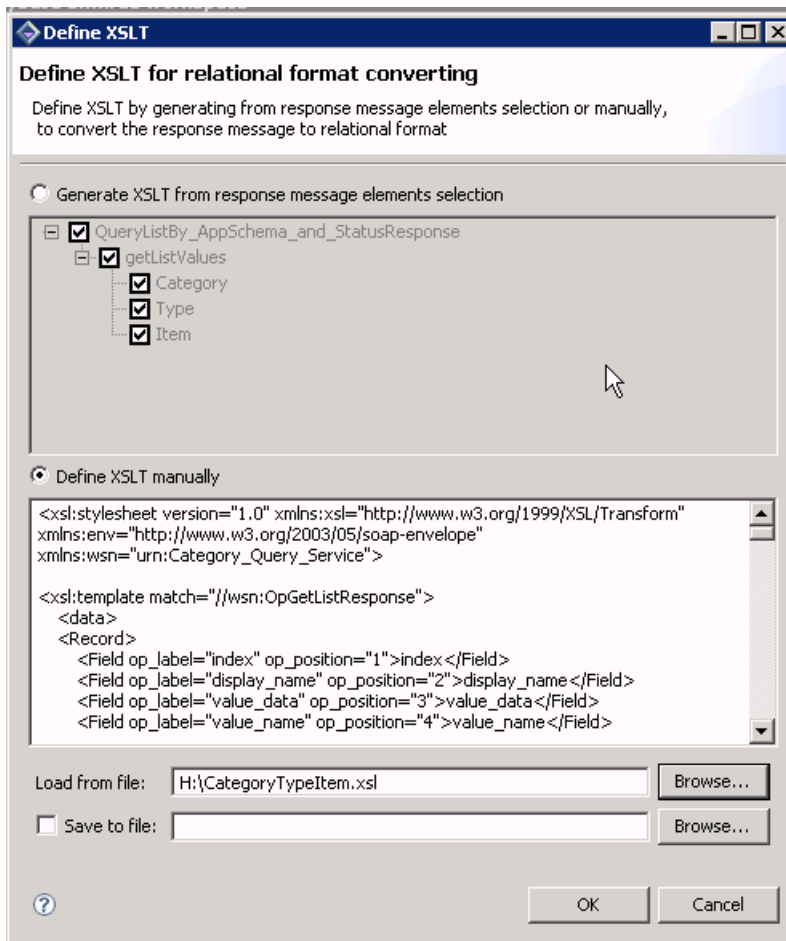 Define XSLT
Define XSLT for relational format converting
Define XSLT by generating from response message elements selection or manually,
to convert the response message to relational format
Generate XSLT from response message elements selection
QueryListBy_AppSchema_and_StatusResponse
getListValues
Category
Type
Item
Define XSLT manually
<xsl:stylesheet version="1.0" xmlns:xsl="http://www.w3.org/1999/XSL/Transform"
xmlns:env="http://www.w3.org/2003/05/soap-envelope"
xmlns:wsn="urn:Category_Query_Service">
<xsl:template match="//wsn:OpGetListResponse">
<data>
<Record>
<Field op_label="index" op_position="1">index</Field>
<Field op_label="display_name" op_position="2">display_name</Field>
<Field op_label="value_data" op_position="3">value_data</Field>
<Field op_label="value_name" op_position="4">value_name</Field>
Load from file: H:\CategoryTypeItem.xsl Browse...
Save to file: Browse...
? OK Cancel